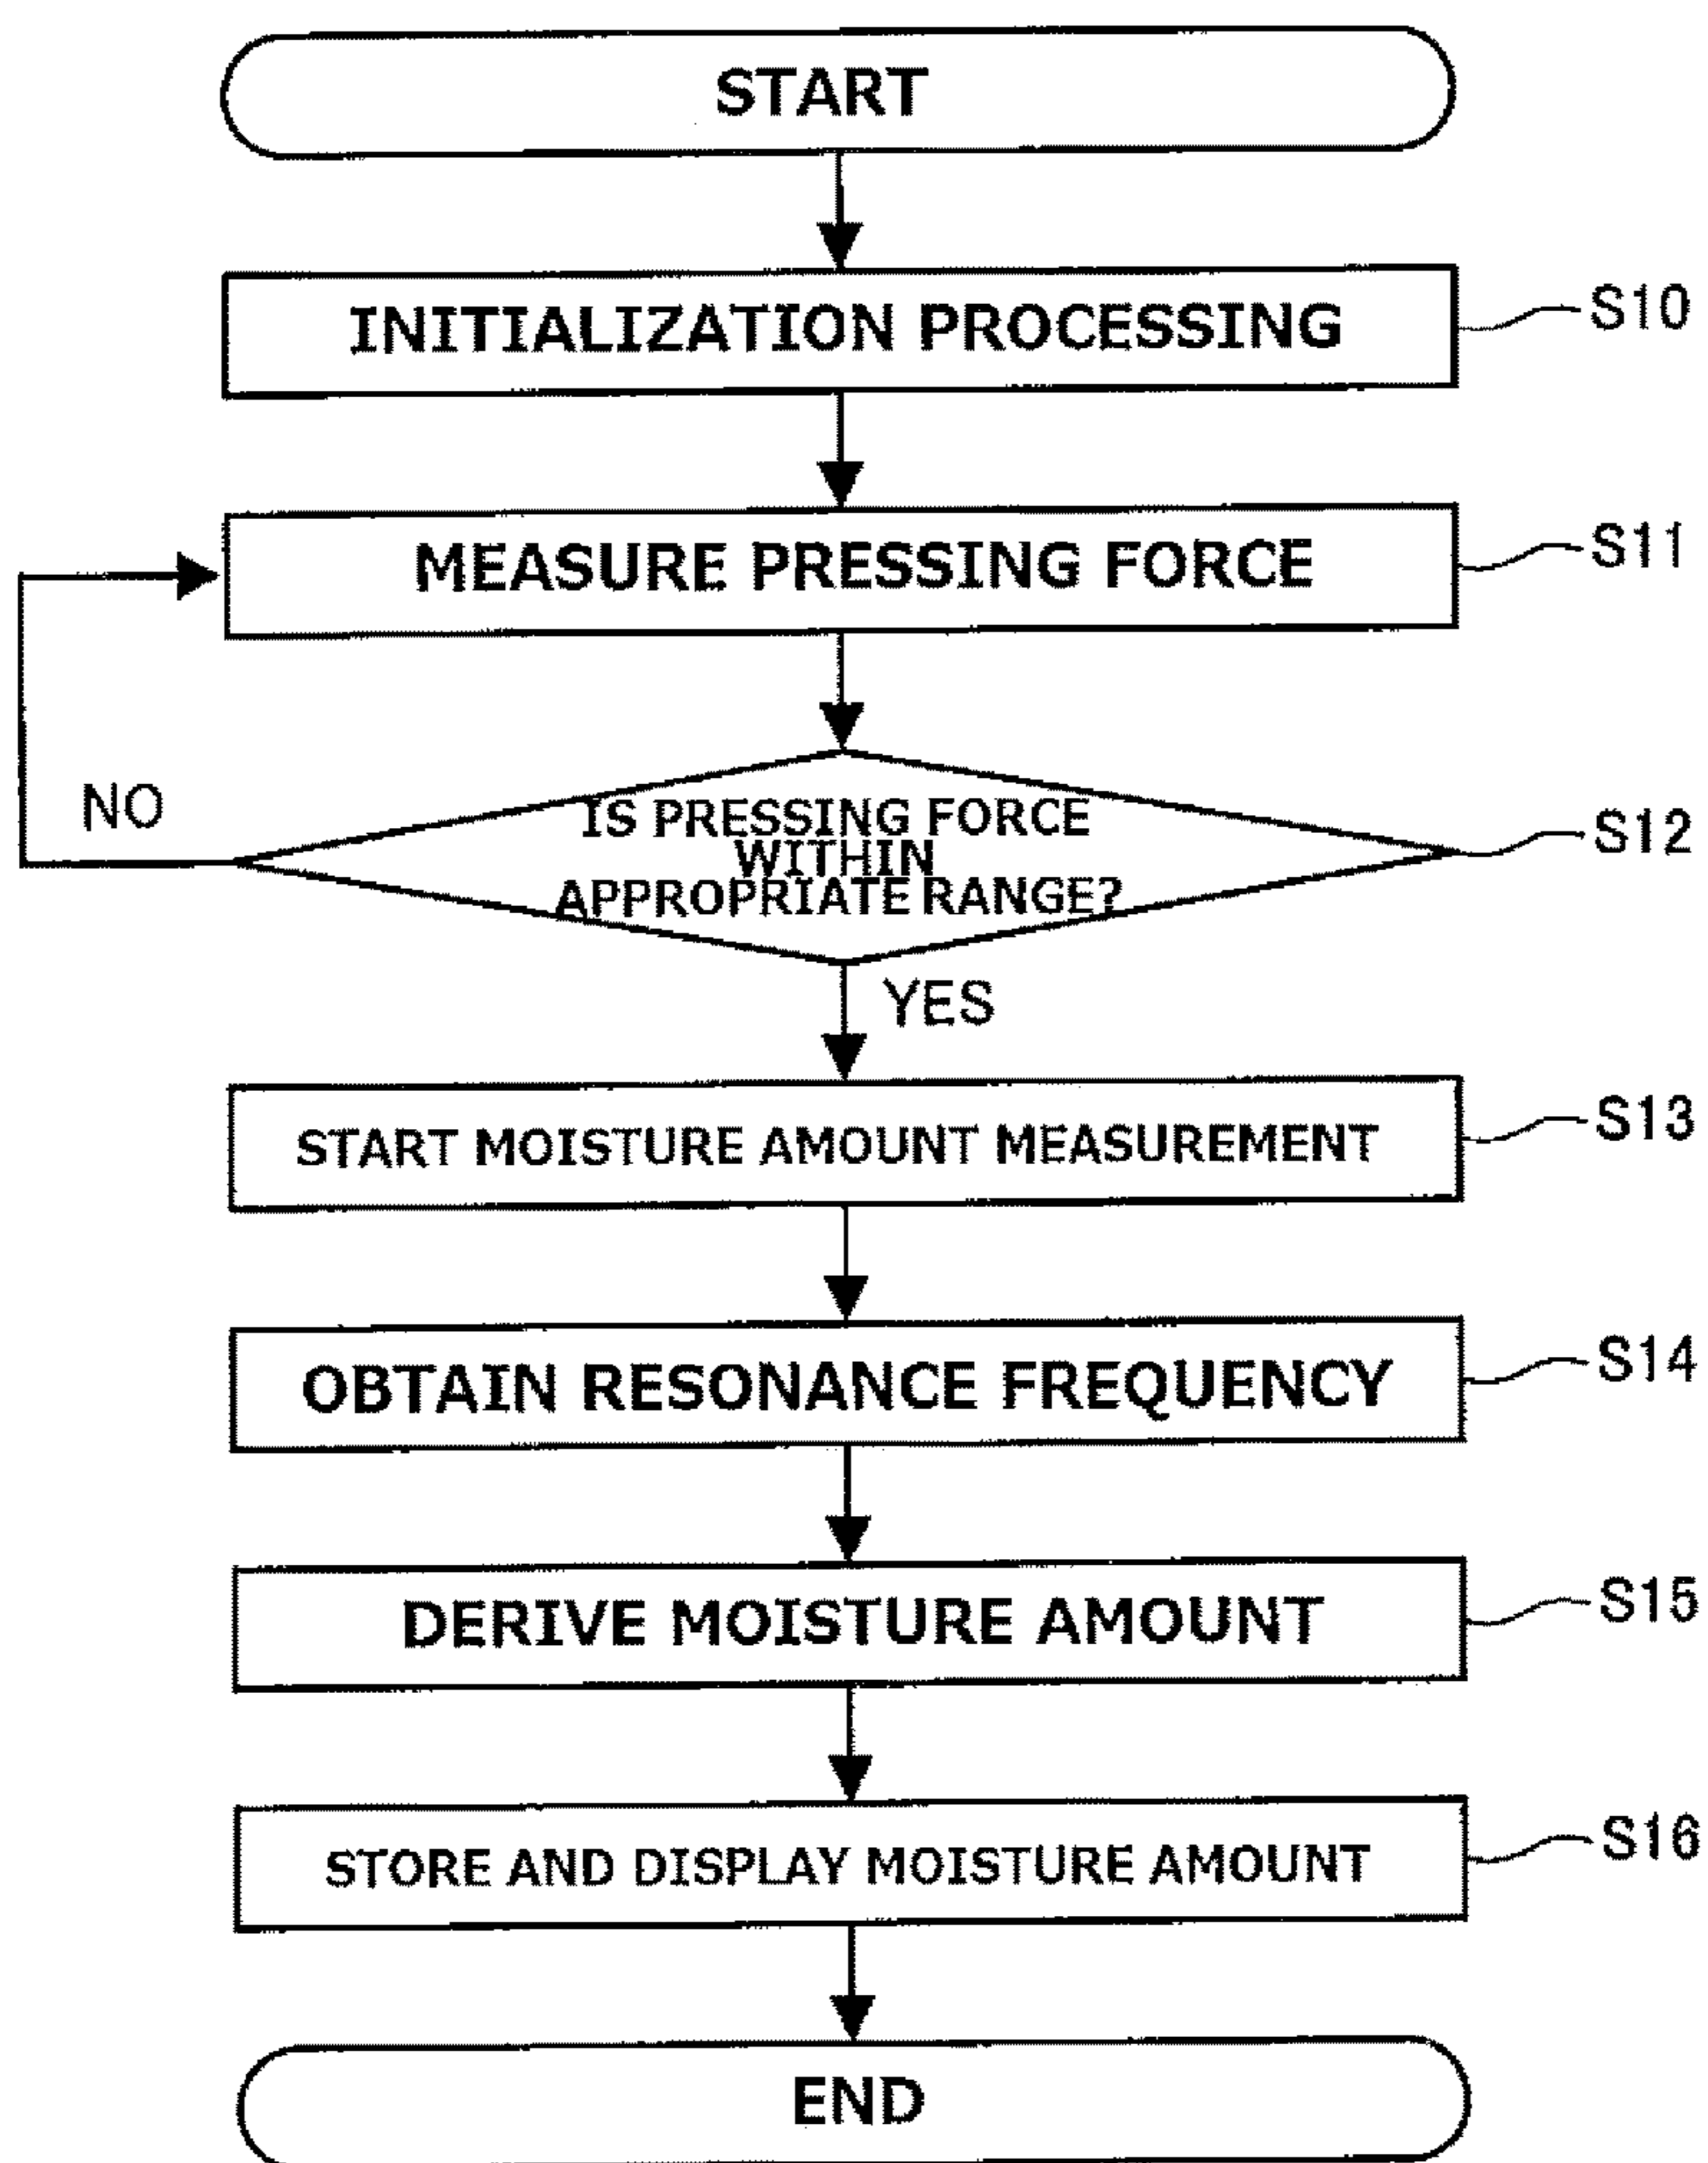 START
INITIALIZATION PROCESSING
S10
MEASURE PRESSING FORCE
S11
IS PRESSING FORCE
WITHIN
APPROPRIATE RANGE?
S12
NO
YES
START MOISTURE AMOUNT MEASUREMENT
S13
OBTAIN RESONANCE FREQUENCY
S14
DERIVE MOISTURE AMOUNT
S15
STORE AND DISPLAY MOISTURE AMOUNT
S16
END